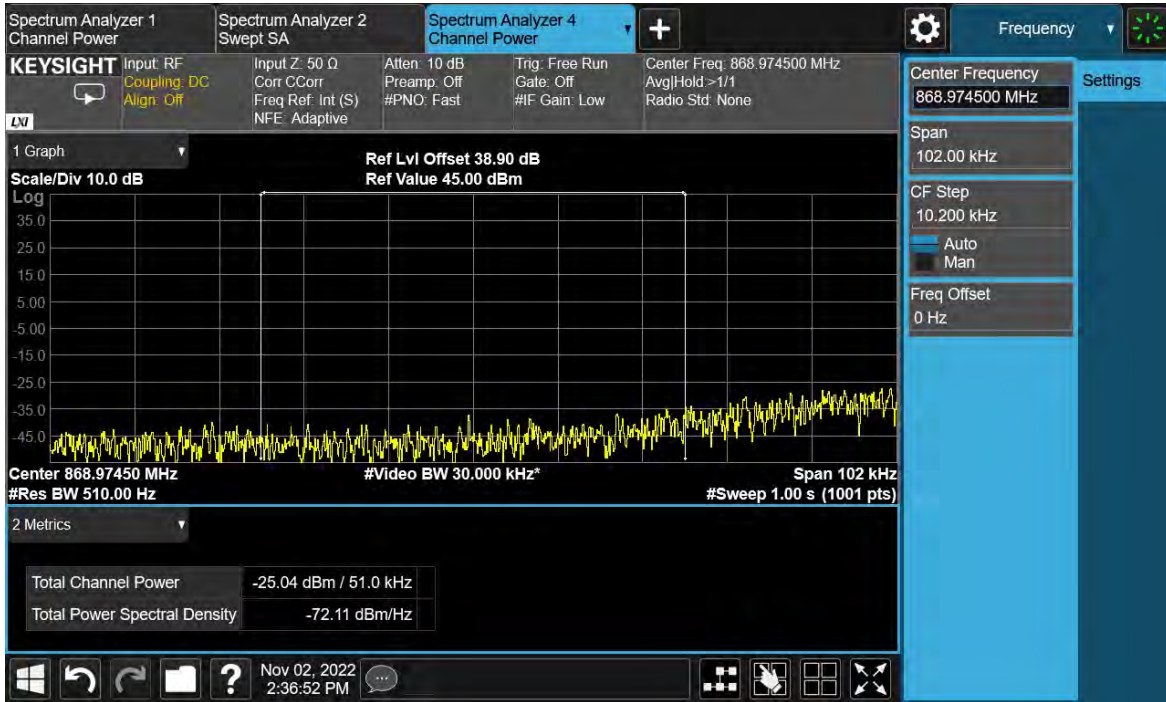 Spectrum Analyzer 1
Channel Power
Spectrum Analyzer 2
Swept SA
Spectrum Analyzer 4
Channel Power
Frequency
KEYSIGHT
LXI
Input: RF
Coupling: DC
Align: Off
Input Z: 50 Ω
Corr CCorr
Freq Ref: Int (S)
NFE: Adaptive
Atten: 10 dB
Preamp: Off
#PNO: Fast
Trig: Free Run
Gate: Off
#IF Gain: Low
Center Freq: 868.974500 MHz
Avg|Hold:>1/1
Radio Std: None
1 Graph
Scale/Div 10.0 dB
Ref Lvl Offset 38.90 dB
Ref Value 45.00 dBm
Log
35.0
25.0
15.0
5.00
-5.00
-15.0
-25.0
-35.0
-45.0
Center 868.97450 MHz
#Video BW 30.000 kHz*
Span 102 kHz
#Res BW 510.00 Hz
#Sweep 1.00 s (1001 pts)
2 Metrics
Total Channel Power -25.04 dBm / 51.0 kHz
Total Power Spectral Density -72.11 dBm/Hz
?
Nov 02, 2022
2:36:52 PM
Center Frequency
868.974500 MHz
Settings
Span
102.00 kHz
CF Step
10.200 kHz
Auto
Man
Freq Offset
0 Hz